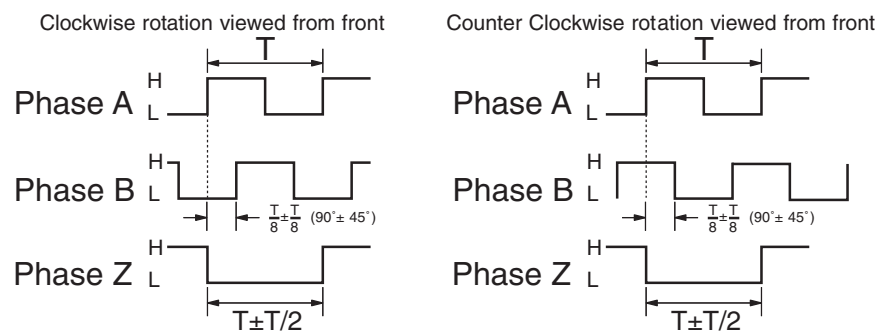 Clockwise rotation viewed from front
T
Phase A H L
Phase B H L
T/8±T/8 (90˚± 45˚)
Phase Z H L
T±T/2
Counter Clockwise rotation viewed from front
T
Phase A H L
Phase B H L
T/8±T/8 (90˚± 45˚)
Phase Z H L
T±T/2